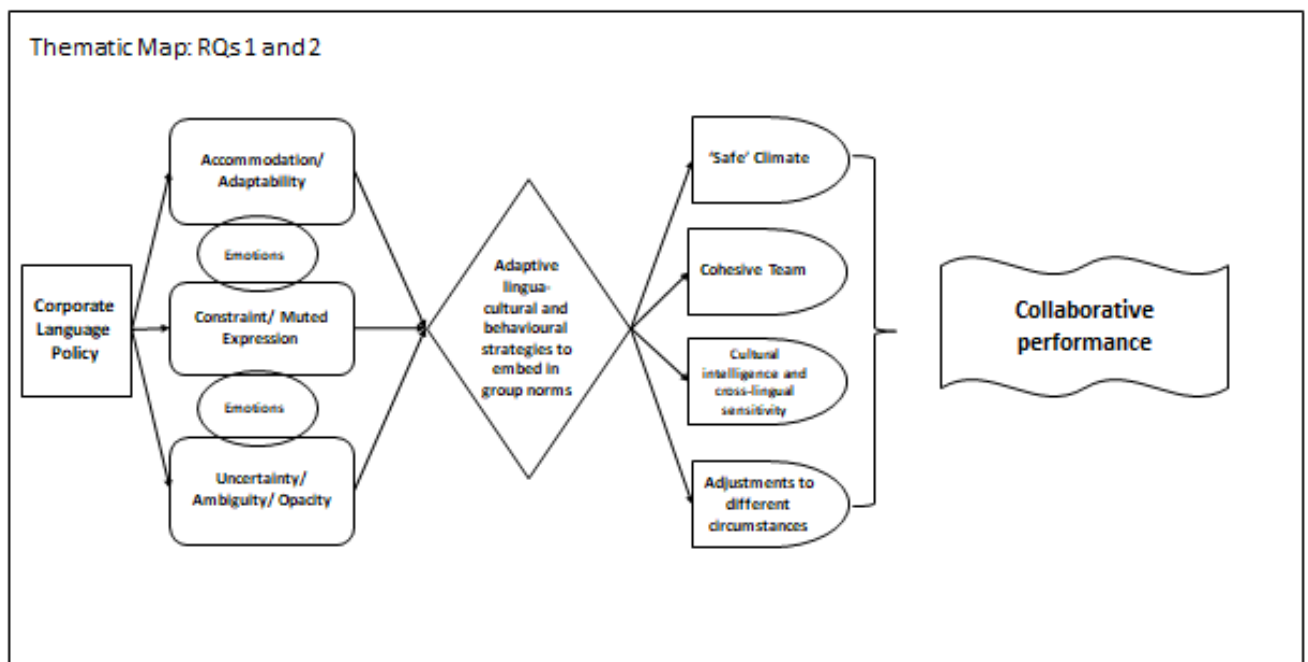 Thematic Map: RQs 1 and 2
Corporate
Language
Policy
Accommodation/
Adaptability
Emotions
Constraint/ Muted
Expression
Emotions
Uncertainty/
Ambiguity/ Opacity
Adaptive
lingua-
cultural and
behavioural
strategies to
embed in
group norms
‘Safe’ Climate
Cohesive Team
Cultural
intelligence and
cross-lingual
sensitivity
Adjustments to
different
circumstances
Collaborative
performance